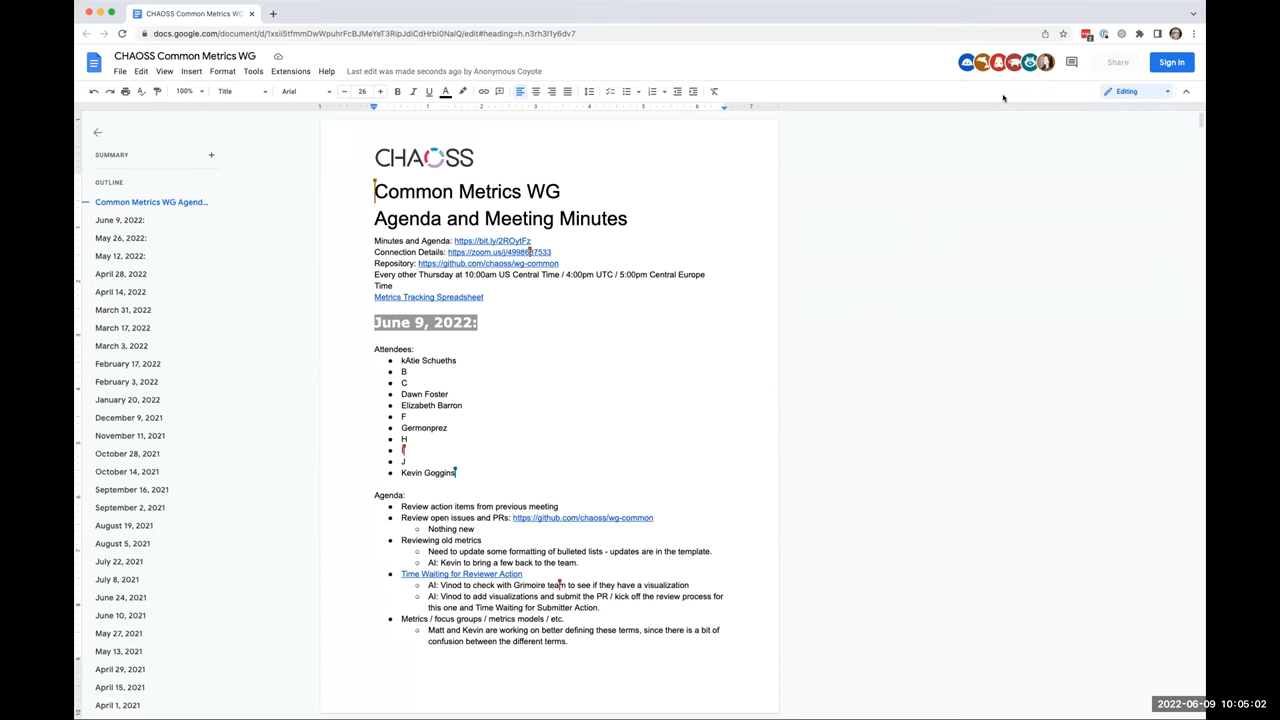 CHAOSS Common Metrics WG
docs.google.com/document/d/1xsii5tfmmDwWpuhrFcBJMeYeT3RipJdiCdHrbi0NaIQ/edit#heading=h.n3rh3l1y6dv7
CHAOSS Common Metrics WG
File Edit View Insert Format Tools Extensions Help Last edit was made seconds ago by Anonymous Coyote
Share
Sign in
100% Title Arial 26
Editing
SUMMARY
OUTLINE
Common Metrics WG Agend...
June 9, 2022:
May 26, 2022:
May 12, 2022:
April 28, 2022
April 14, 2022
March 31, 2022
March 17, 2022
March 3, 2022
February 17, 2022
February 3, 2022
January 20, 2022
December 9, 2021
November 11, 2021
October 28, 2021
October 14, 2021
September 16, 2021
September 2, 2021
August 19, 2021
August 5, 2021
July 22, 2021
July 8, 2021
June 24, 2021
June 10, 2021
May 27, 2021
May 13, 2021
April 29, 2021
April 15, 2021
April 1, 2021
CHAOSS
Common Metrics WG
Agenda and Meeting Minutes
Minutes and Agenda: https://bit.ly/2ROytFz
Connection Details:
Repository: https://github.com/chaoss/wg-common
Every other Thursday at 10:00am US Central Time / 4:00pm UTC / 5:00pm Central Europe
Time
Metrics Tracking Spreadsheet
June 9, 2022:
Attendees:
kAtie Schueths
B
C
Dawn Foster
Elizabeth Barron
F
Germonprez
H
I
J
Kevin Goggins
Agenda:
Review action items from previous meeting
Review open issues and PRs: https://github.com/chaoss/wg-common
Nothing new
Reviewing old metrics
Need to update some formatting of bulleted lists - updates are in the template.
AI: Kevin to bring a few back to the team.
Time Waiting for Reviewer Action
AI: Vinod to check with Grimoire team to see if they have a visualization
AI: Vinod to add visualizations and submit the PR / kick off the review process for
this one and Time Waiting for Submitter Action.
Metrics / focus groups / metrics models / etc.
Matt and Kevin are working on better defining these terms, since there is a bit of
confusion between the different terms.
2022-06-09 10:05:02